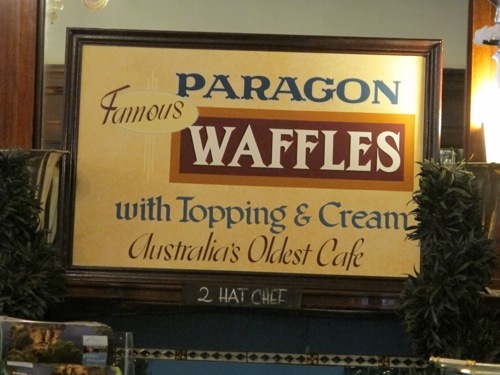 PARAGON
Famous
WAFFLES
with Topping & Cream
Australia's Oldest Cafe
2 HAT CHEF